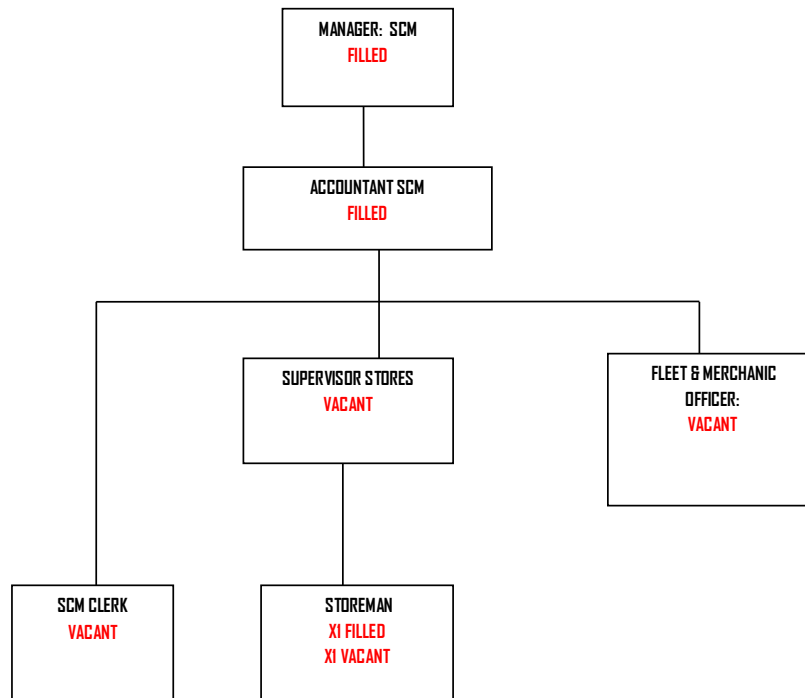 MANAGER: SCM
FILLED
ACCOUNTANT SCM
FILLED
SUPERVISOR STORES
VACANT
FLEET & MERCHANIC
OFFICER:
VACANT
SCM CLERK
VACANT
STOREMAN
X1 FILLED
X1 VACANT